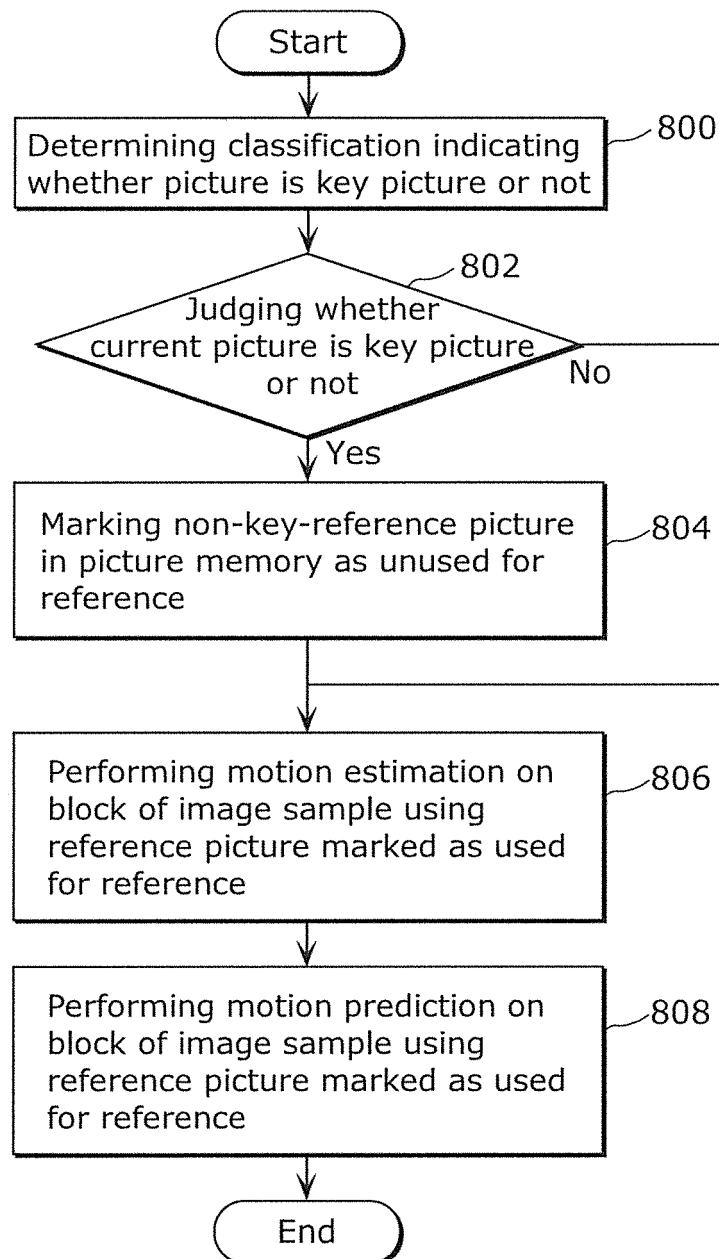 Start
800
Determining classification indicating
whether picture is key picture or not
802
Judging whether
current picture is key picture
or not
No
Yes
804
Marking non-key-reference picture
in picture memory as unused for
reference
806
Performing motion estimation on
block of image sample using
reference picture marked as used
for reference
808
Performing motion prediction on
block of image sample using
reference picture marked as used
for reference
End